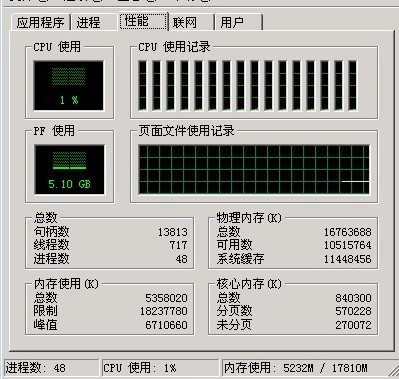 应用程序 进程 性能 联网 用户
CPU 使用 CPU 使用记录
1 %
PF 使用 页面文件使用记录
5.10 GB
总数 物理内存(K)
句柄数 13813 总数 16763688
线程数 717 可用数 10515764
进程数 48 系统缓存 11448456
内存使用(K) 核心内存(K)
总数 5358020 总数 840300
限制 18237780 分页数 570228
峰值 6710660 未分页 270072
进程数: 48 CPU 使用: 1% 内存使用: 5232M / 17810M